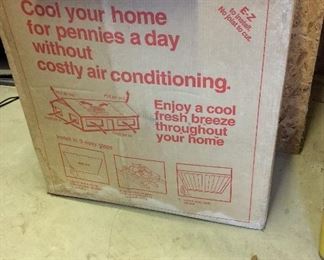 Cool your home
for pennies a day
without
costly air conditioning.
E-Z
to install.
No joist to cut.
Enjoy a cool
fresh breeze
throughout
your home
Install in 3 easy steps